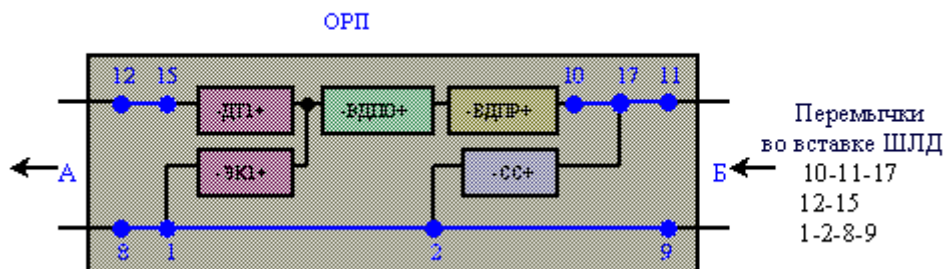 ОРП
12 15 10 17 11
-ДП1+ -ВДПО+ -ВДПР+
Перемычки
во вставке ШЛД
А -ЭК1+ -СС+ Б
10-11-17
12-15
1-2-8-9
8 1 2 9